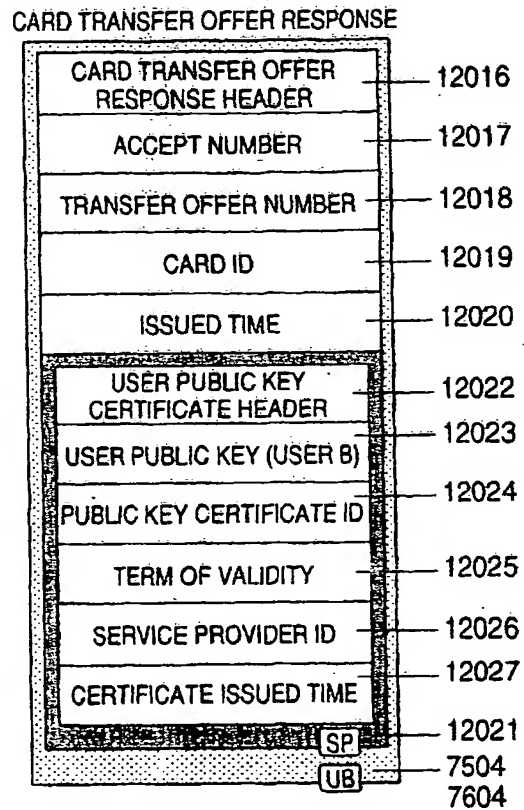 CARD TRANSFER OFFER RESPONSE
CARD TRANSFER OFFER
RESPONSE HEADER
12016
ACCEPT NUMBER
12017
TRANSFER OFFER NUMBER
12018
CARD ID
12019
ISSUED TIME
12020
USER PUBLIC KEY
CERTIFICATE HEADER
12022
USER PUBLIC KEY (USER B)
12023
PUBLIC KEY CERTIFICATE ID
12024
TERM OF VALIDITY
12025
SERVICE PROVIDER ID
12026
CERTIFICATE ISSUED TIME
12027
SP
12021
UB
7504
7604